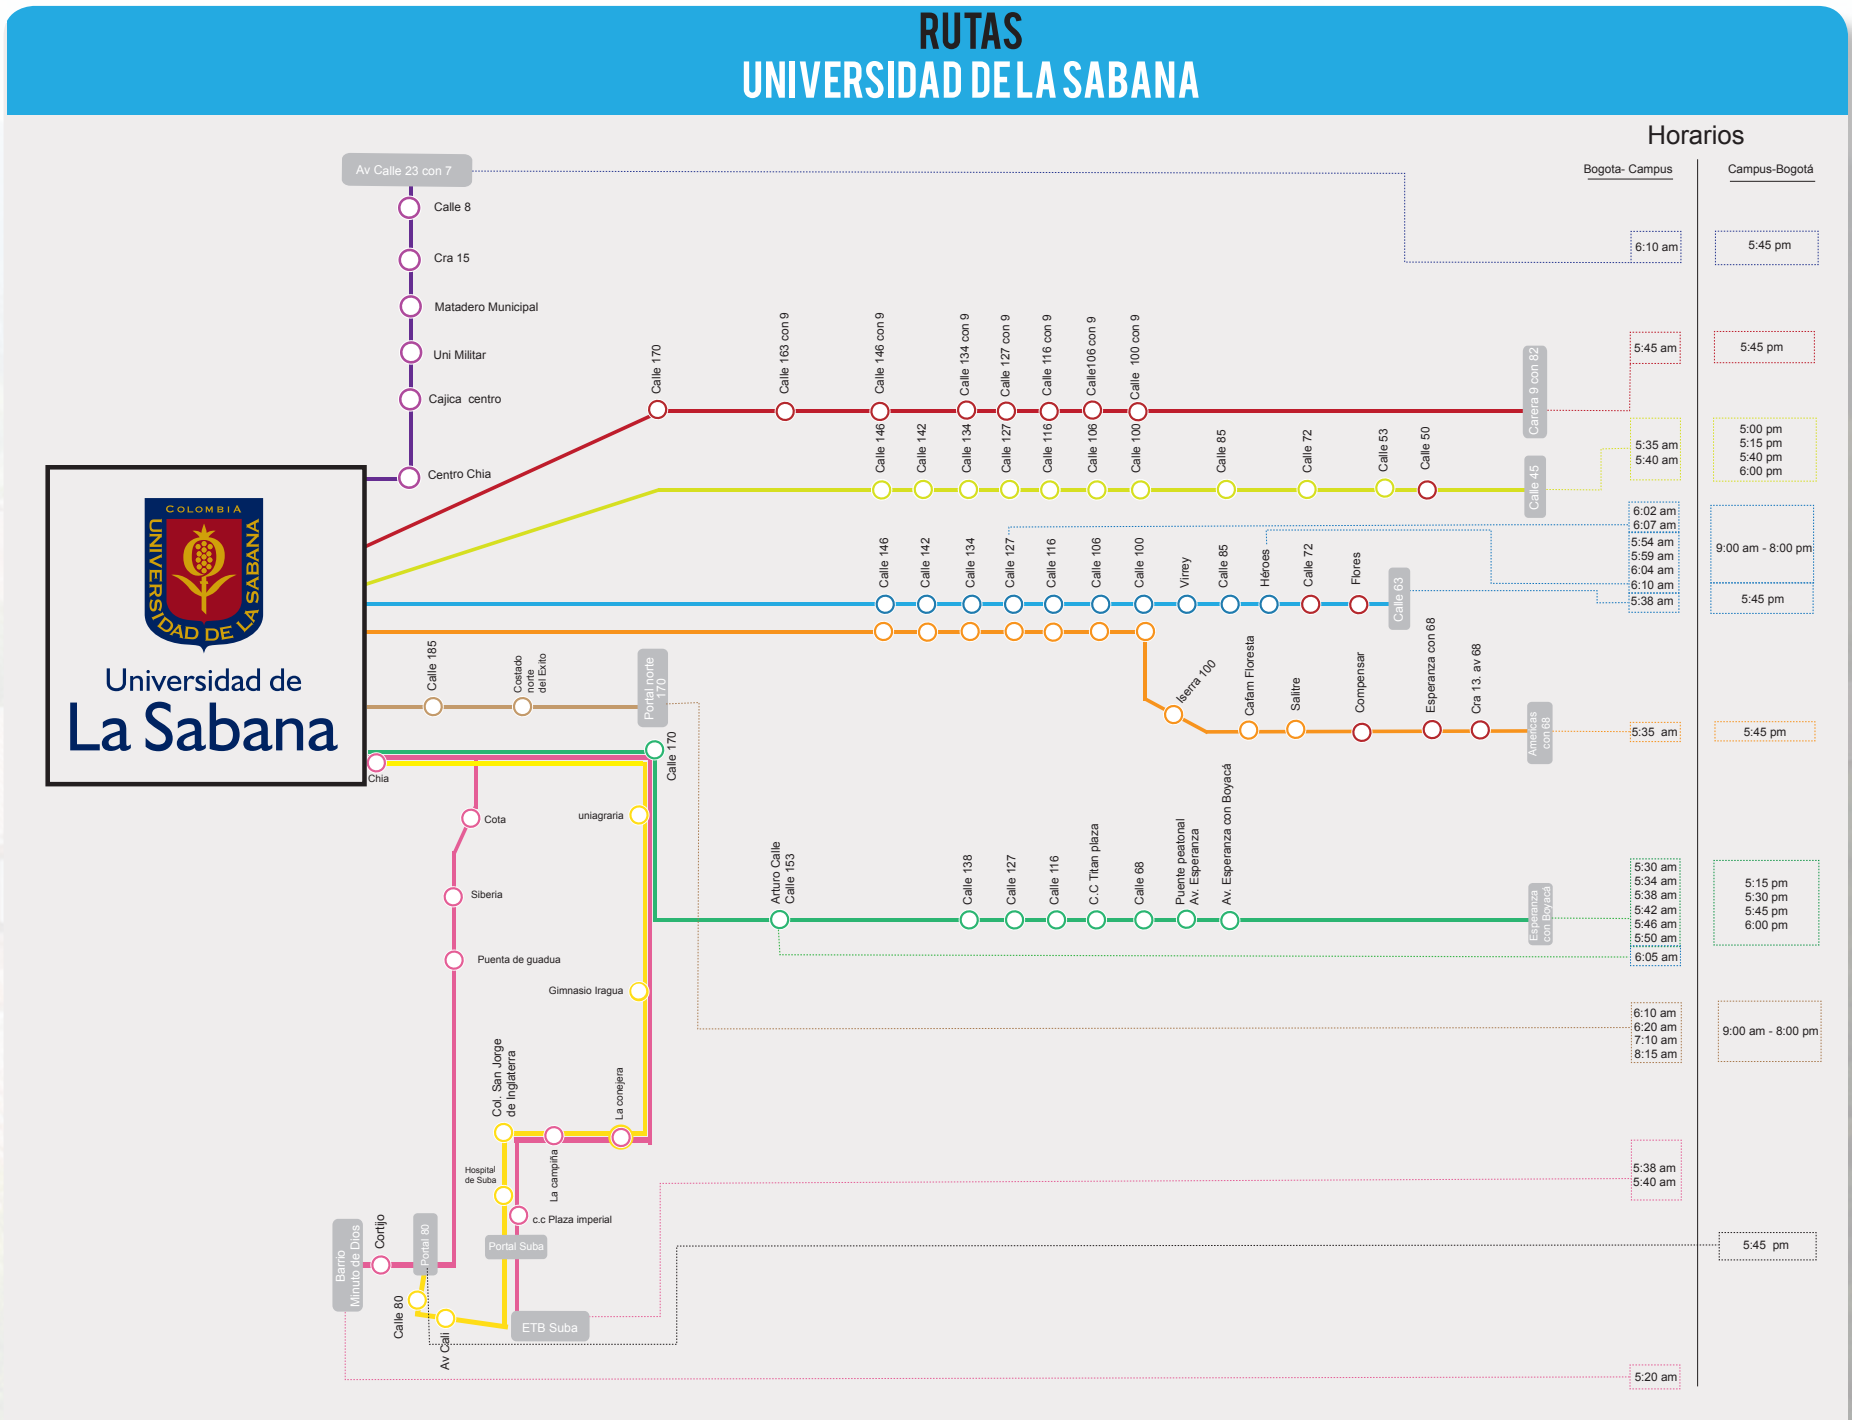 RUTAS
UNIVERSIDAD DE LA SABANA
Horarios
Bogota- Campus
Campus-Bogotá
Av Calle 23 con 7
Calle 8
Cra 15
Matadero Municipal
Uni Militar
Cajica centro
Centro Chia
6:10 am
5:45 pm
Calle 170
Calle 163 con 9
Calle 146 con 9
Calle 134 con 9
Calle 127 con 9
Calle 116 con 9
Calle106 con 9
Calle 100 con 9
Carera 9 con 82
5:45 am
5:45 pm
Calle 146
Calle 142
Calle 134
Calle 127
Calle 116
Calle 106
Calle 100
Calle 85
Calle 72
Calle 53
Calle 50
Calle 45
5:35 am
5:40 am
5:00 pm
5:15 pm
5:40 pm
6:00 pm
COLOMBIA
UNIVERSIDAD DE LA SABANA
Universidad de
La Sabana
Calle 146
Calle 142
Calle 134
Calle 127
Calle 116
Calle 106
Calle 100
Virrey
Calle 85
Héroes
Calle 72
Flores
Calle 63
6:02 am
6:07 am
5:54 am
5:59 am
6:04 am
6:10 am
5:38 am
9:00 am - 8:00 pm
5:45 pm
Iserra 100
Cafam Floresta
Salitre
Compensar
Esperanza con 68
Cra 13. av 68
Americas
con 68
5:35 am
5:45 pm
Calle 185
Costado
norte
del Exito
Portal norte
170
Chia
Calle 170
Cota
uniagraria
Siberia
Puenta de guadua
Gimnasio Iragua
Arturo Calle
Calle 153
Calle 138
Calle 127
Calle 116
C.C Titan plaza
Calle 68
Puente peatonal
Av. Esperanza
Av. Esperanza con Boyacá
Esperanza
con Boyacá
5:30 am
5:34 am
5:38 am
5:42 am
5:46 am
5:50 am
6:05 am
5:15 pm
5:30 pm
5:45 pm
6:00 pm
6:10 am
6:20 am
7:10 am
8:15 am
9:00 am - 8:00 pm
Col. San Jorge
de Inglaterra
La conejera
La campiña
Hospital
de Suba
c.c Plaza imperial
Portal Suba
ETB Suba
Barrio
Minuto de Dios
Cortijo
Portal 80
Calle 80
Av Cali
5:38 am
5:40 am
5:45 pm
5:20 am